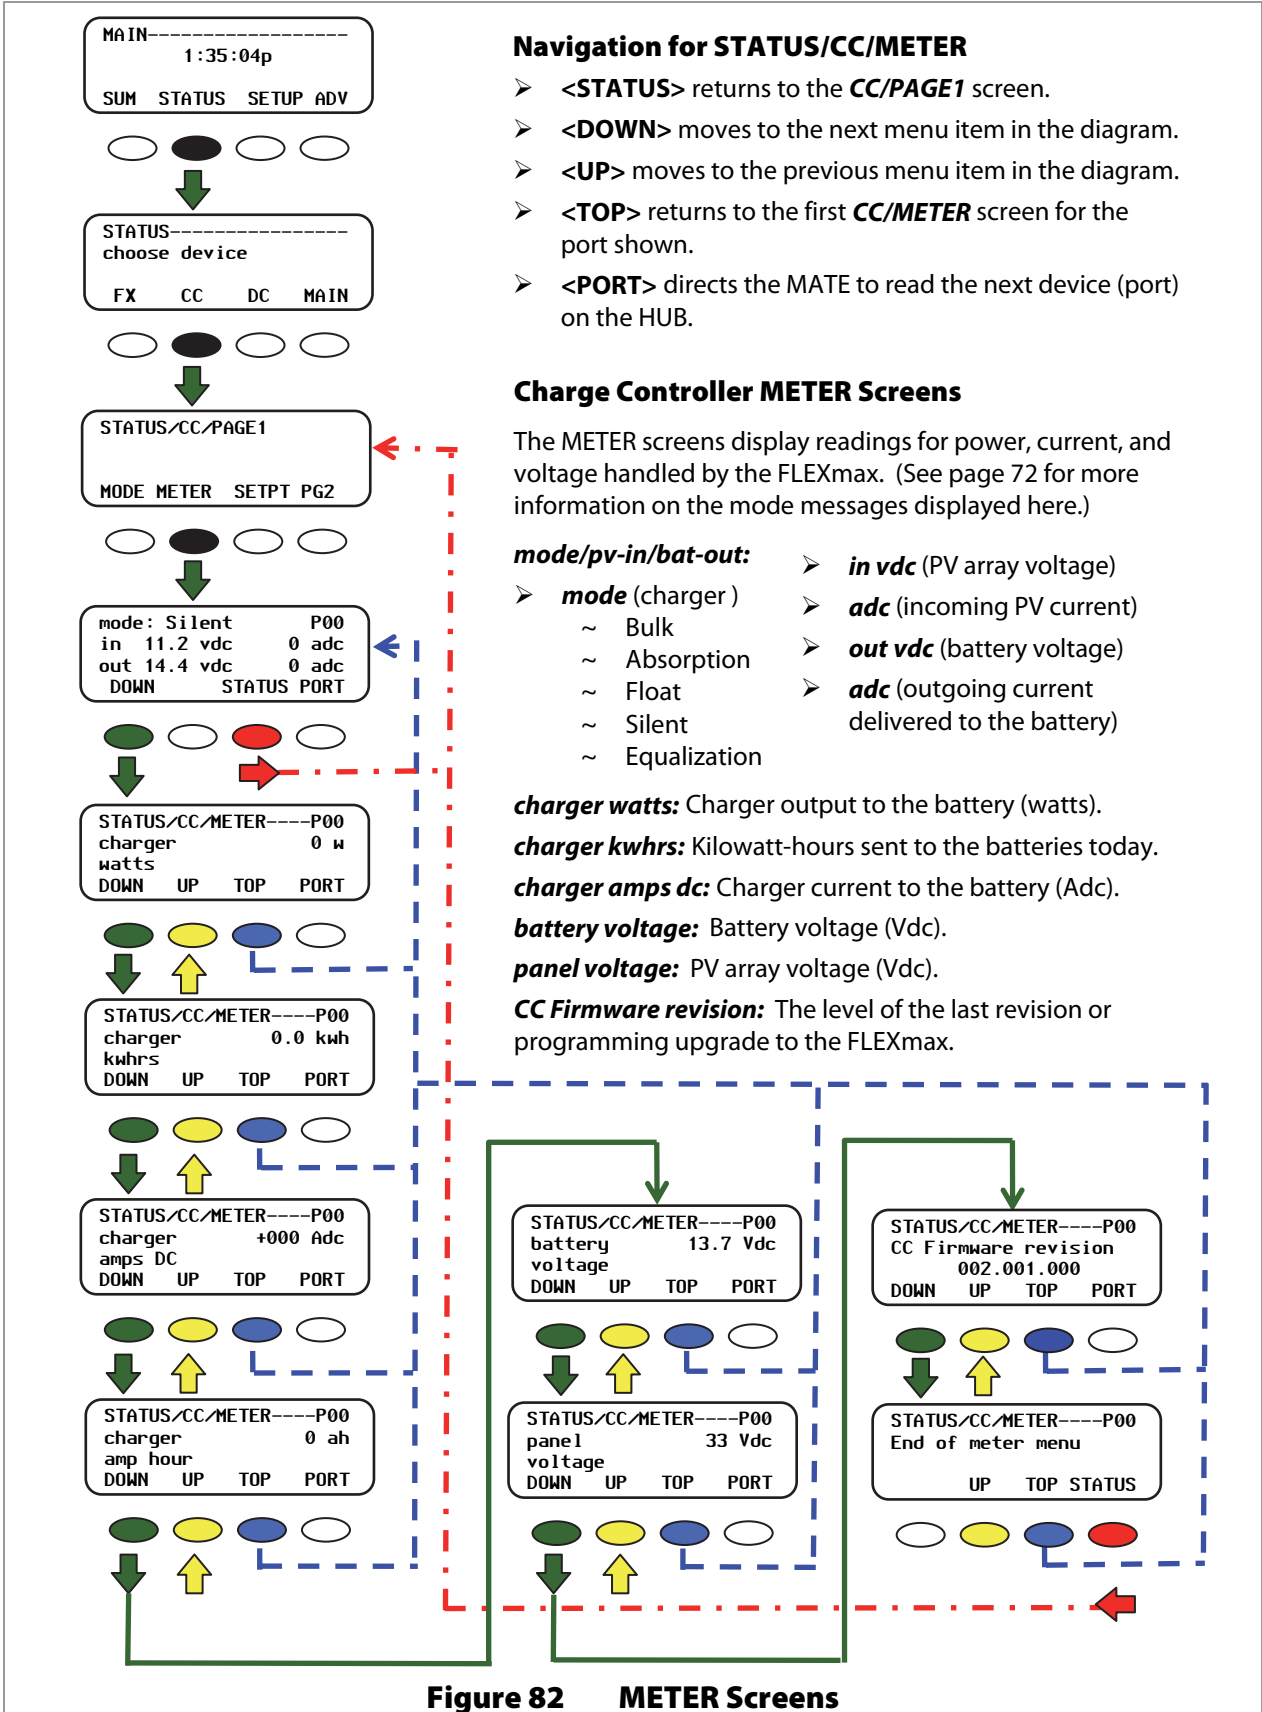 MAIN------------------
1:35:04p
SUM STATUS SETUP ADV
STATUS----------------
choose device
FX CC DC MAIN
STATUS/CC/PAGE1
MODE METER SETPT PG2
mode: Silent P00
in 11.2 vdc 0 adc
out 14.4 vdc 0 adc
DOWN STATUS PORT
STATUS/CC/METER----P00
charger 0 w
watts
DOWN UP TOP PORT
STATUS/CC/METER----P00
charger 0.0 kwh
kwhrs
DOWN UP TOP PORT
STATUS/CC/METER----P00
charger +000 Adc
amps DC
DOWN UP TOP PORT
STATUS/CC/METER----P00
charger 0 ah
amp hour
DOWN UP TOP PORT
Navigation for STATUS/CC/METER
➢ <STATUS> returns to the CC/PAGE1 screen.
➢ <DOWN> moves to the next menu item in the diagram.
➢ <UP> moves to the previous menu item in the diagram.
➢ <TOP> returns to the first CC/METER screen for the
port shown.
➢ <PORT> directs the MATE to read the next device (port)
on the HUB.
Charge Controller METER Screens
The METER screens display readings for power, current, and
voltage handled by the FLEXmax. (See page 72 for more
information on the mode messages displayed here.)
mode/pv-in/bat-out:
➢ mode (charger )
~ Bulk
~ Absorption
~ Float
~ Silent
~ Equalization
➢ in vdc (PV array voltage)
➢ adc (incoming PV current)
➢ out vdc (battery voltage)
➢ adc (outgoing current
delivered to the battery)
charger watts: Charger output to the battery (watts).
charger kwhrs: Kilowatt-hours sent to the batteries today.
charger amps dc: Charger current to the battery (Adc).
battery voltage: Battery voltage (Vdc).
panel voltage: PV array voltage (Vdc).
CC Firmware revision: The level of the last revision or
programming upgrade to the FLEXmax.
STATUS/CC/METER----P00
battery 13.7 Vdc
voltage
DOWN UP TOP PORT
STATUS/CC/METER----P00
panel 33 Vdc
voltage
DOWN UP TOP PORT
STATUS/CC/METER----P00
CC Firmware revision
002.001.000
DOWN UP TOP PORT
STATUS/CC/METER----P00
End of meter menu
UP TOP STATUS
Figure 82 METER Screens